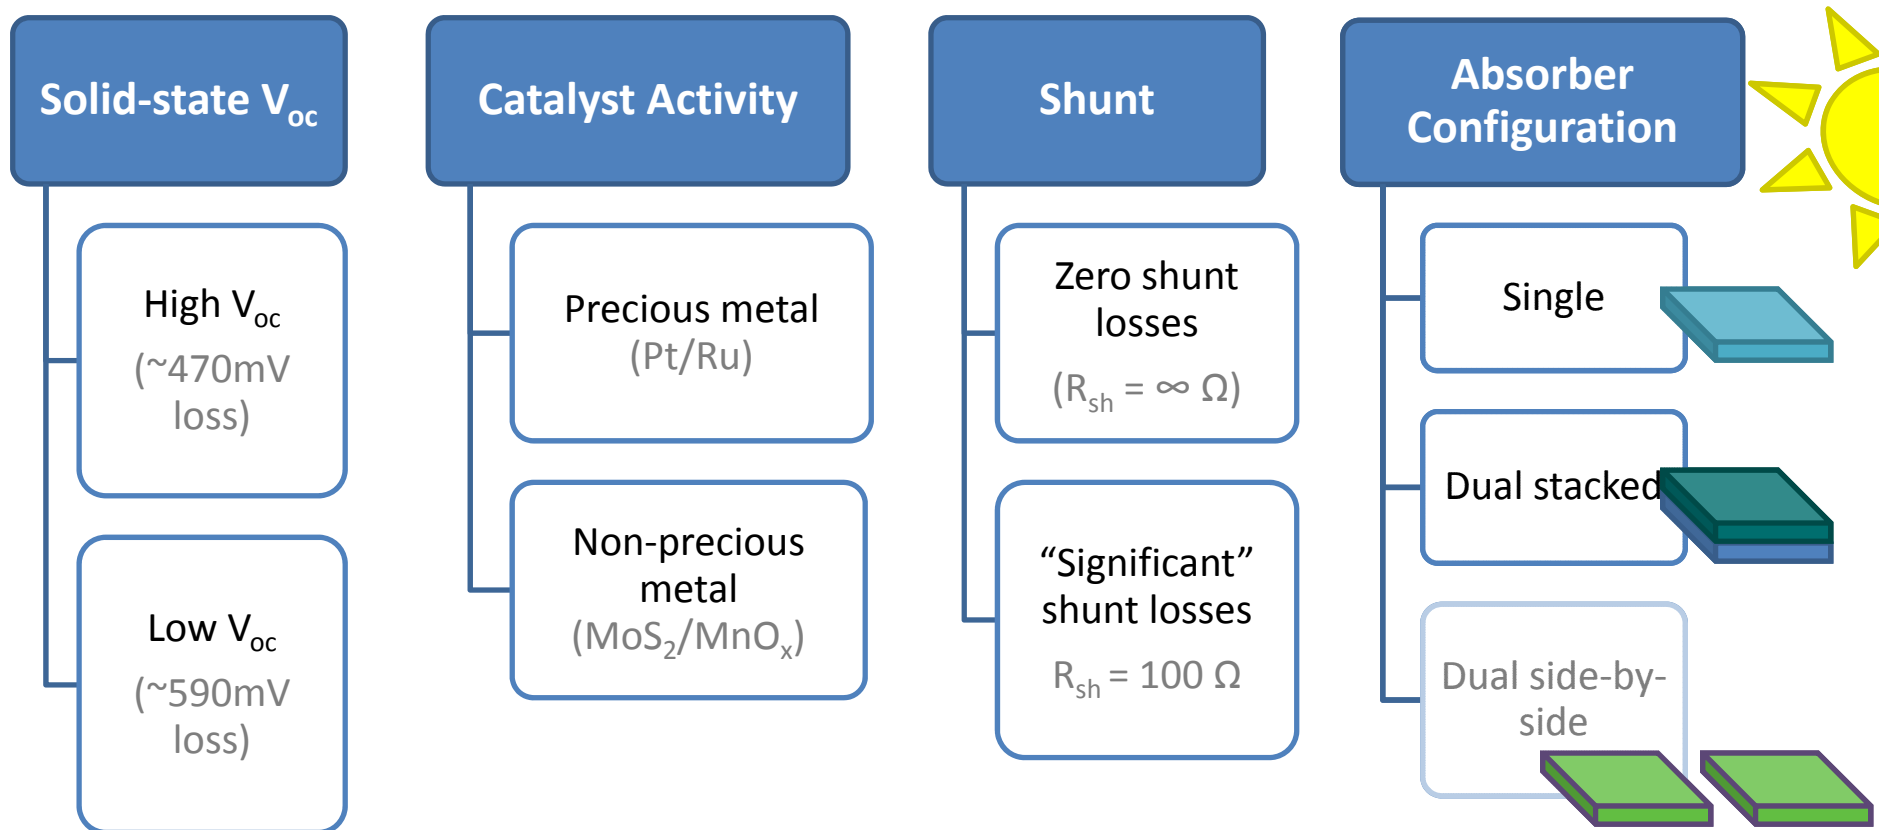 Solid-state Voc
High Voc
(~470mV
loss)
Low Voc
(~590mV
loss)
Catalyst Activity
Precious metal
(Pt/Ru)
Non-precious
metal
(MoS2/MnOx)
Shunt
Zero shunt
losses
(Rsh = ∞ Ω)
“Significant”
shunt losses
Rsh = 100 Ω
Absorber
Configuration
Single
Dual stacked
Dual side-by-
side